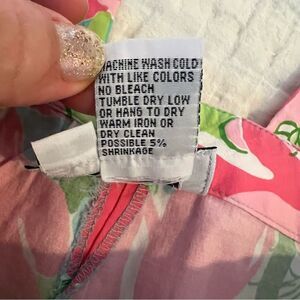 MACHINE WASH COLD
WITH LIKE COLORS
NO BLEACH
TUMBLE DRY LOW
OR HANG TO DRY
WARM IRON OR
DRY CLEAN
POSSIBLE 5%
SHRINKAGE